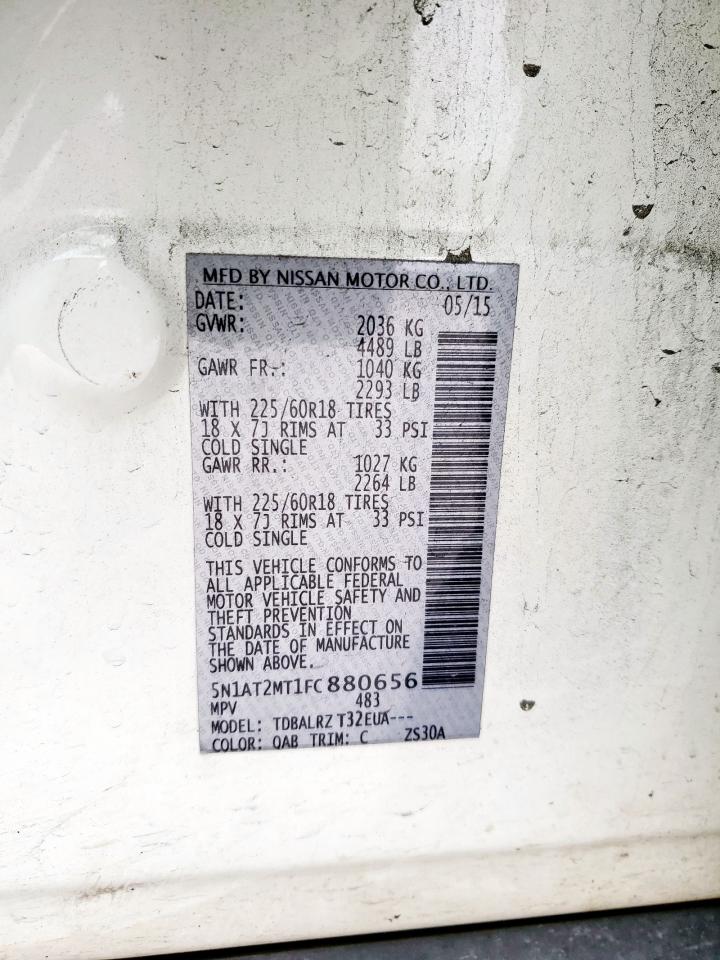 MFD BY NISSAN MOTOR CO., LTD.
DATE: 05/15
GVWR: 2036 KG
4489 LB
GAWR FR.: 1040 KG
2293 LB
WITH 225/60R18 TIRES
18 X 7J RIMS AT 33 PSI
COLD SINGLE
GAWR RR.: 1027 KG
2264 LB
WITH 225/60R18 TIRES
18 X 7J RIMS AT 33 PSI
COLD SINGLE
THIS VEHICLE CONFORMS TO
ALL APPLICABLE FEDERAL
MOTOR VEHICLE SAFETY AND
THEFT PREVENTION
STANDARDS IN EFFECT ON
THE DATE OF MANUFACTURE
SHOWN ABOVE.
5N1AT2MT1FC880656
MPV 483
MODEL: TDBALRZ T32EUA---
COLOR: QAB TRIM: C ZS30A